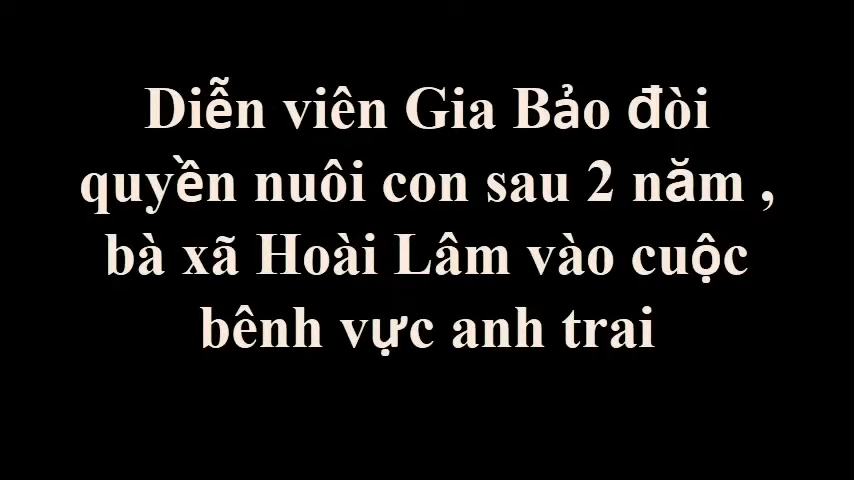 Diễn viên Gia Bảo đòi
quyền nuôi con sau 2 năm ,
bà xã Hoài Lâm vào cuộc
bênh vực anh trai